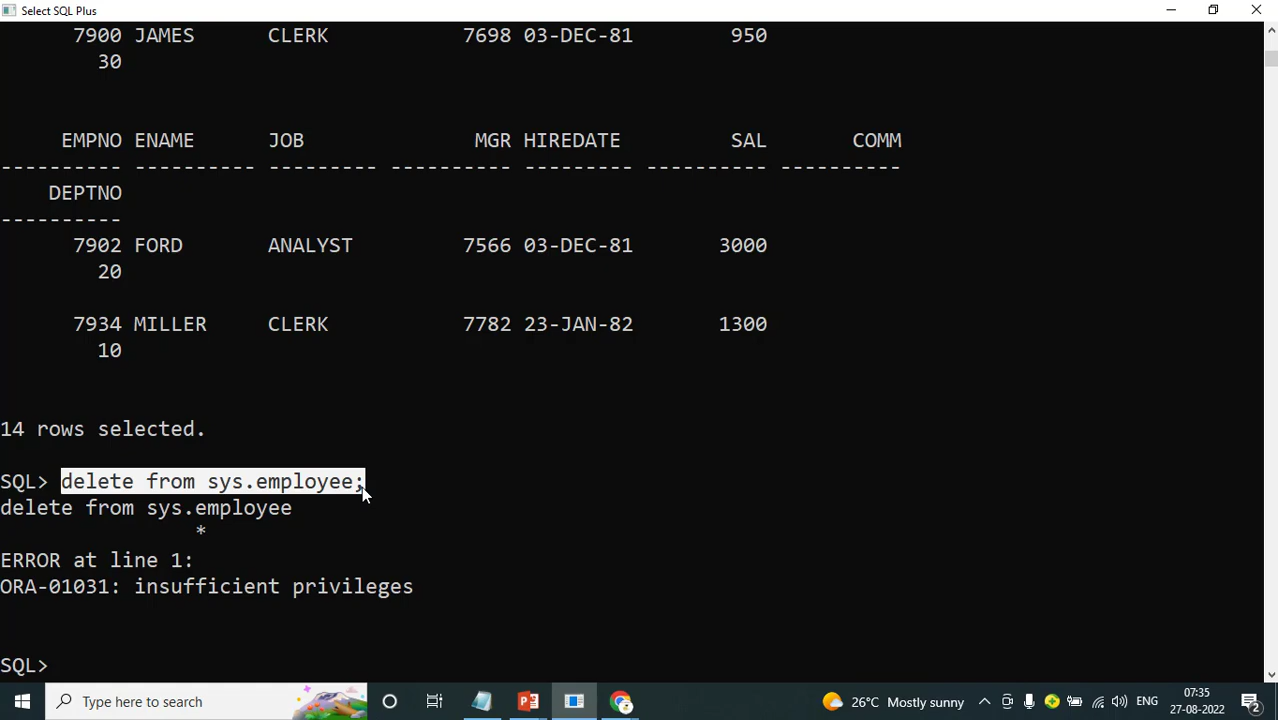 Select SQL Plus
7900 JAMES      CLERK           7698 03-DEC-81        950
30
EMPNO ENAME      JOB              MGR HIREDATE         SAL       COMM
---------- ---------- --------- ---------- --------- ---------- ----------
DEPTNO
----------
7902 FORD       ANALYST         7566 03-DEC-81       3000
20
7934 MILLER     CLERK           7782 23-JAN-82       1300
10
14 rows selected.
SQL> delete from sys.employee;
delete from sys.employee
*
ERROR at line 1:
ORA-01031: insufficient privileges
SQL>
Type here to search
26°C Mostly sunny
ENG
07:35
27-08-2022
2